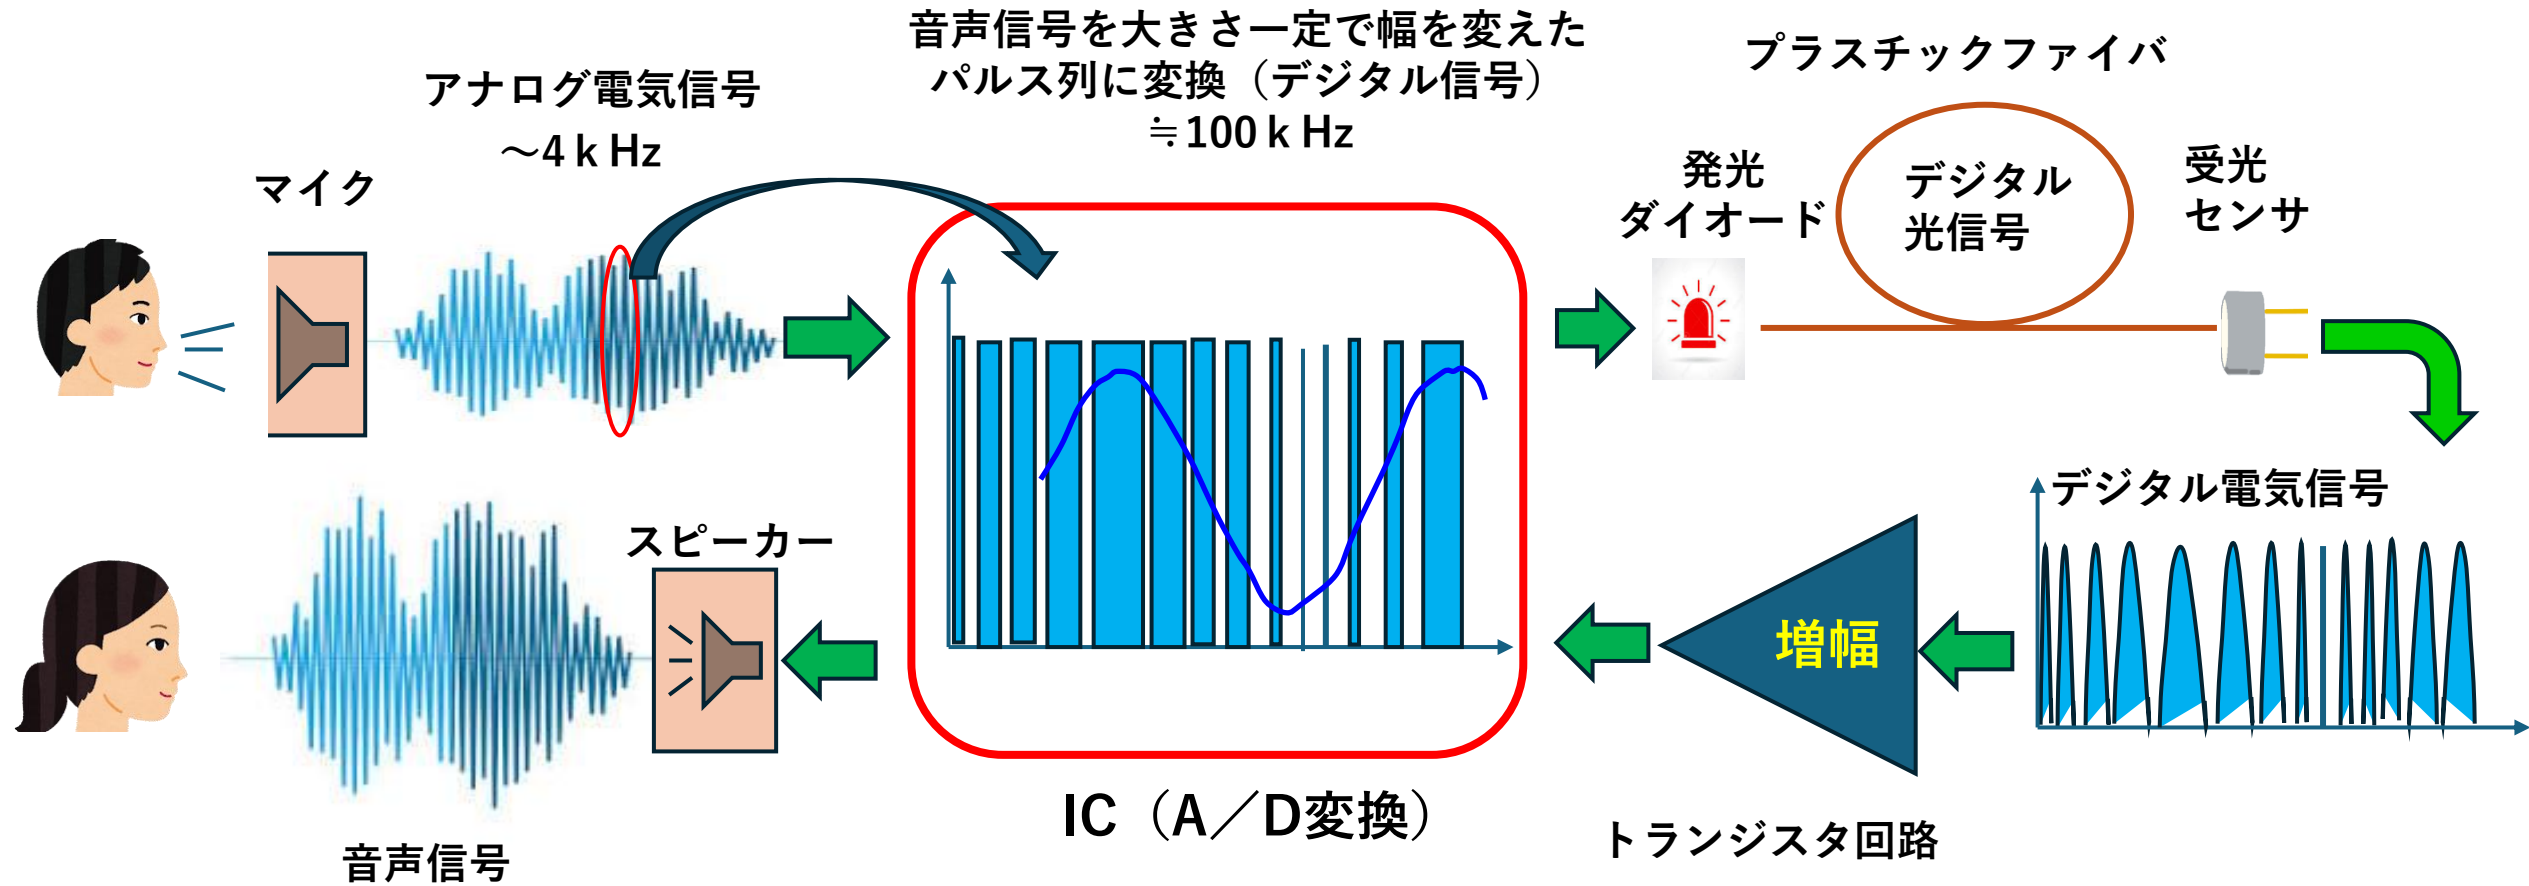 音声信号を大きさ一定で幅を変えた
パルス列に変換（デジタル信号）
≒100ｋHz
アナログ電気信号
～4ｋHz
マイク
プラスチックファイバ
発光
ダイオード
デジタル
光信号
受光
センサ
デジタル電気信号
増幅
トランジスタ回路
IC（A／D変換）
スピーカー
音声信号